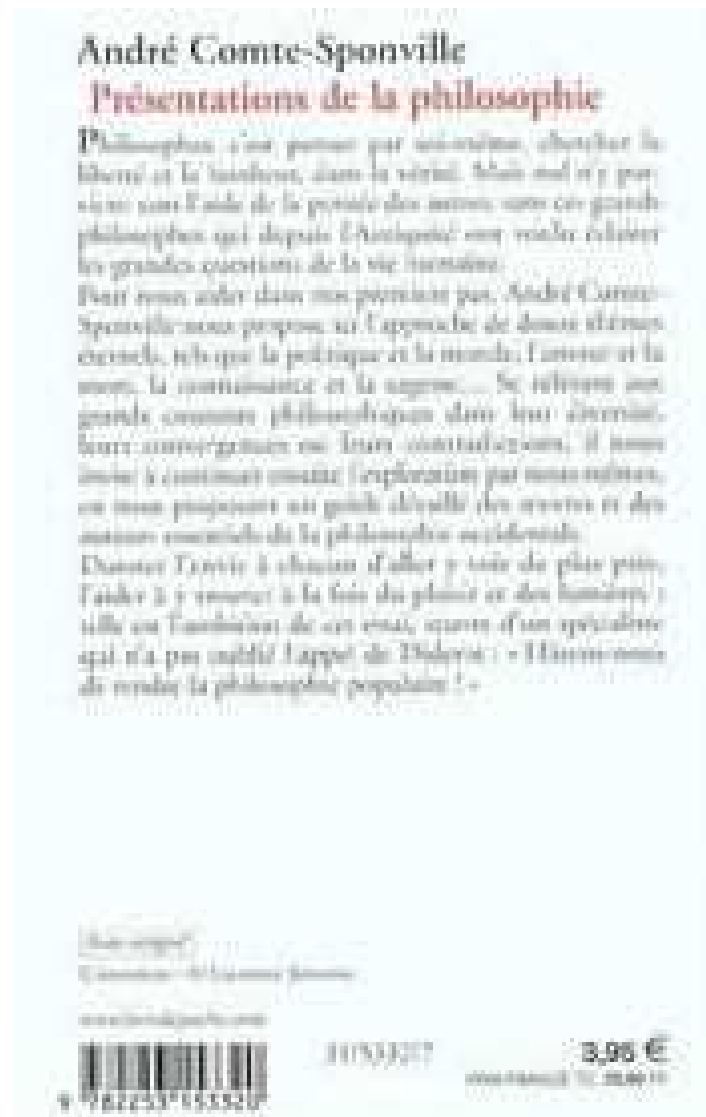 André Comte-Sponville
Présentations de la philosophie
Philosopher, c'est penser par soi-même, chercher la
liberté et le bonheur, dans la vérité. Mais nul n'y par-
vient sans l'aide de la pensée des autres, sans ces grands
philosophes qui depuis l'Antiquité ont voulu éclairer
les grandes questions de la vie humaine.
Pour nous aider dans nos premiers pas, André Comte-
Sponville nous propose ici l'approche de douze thèmes
éternels, tels que la politique et la morale, l'amour et la
mort, la connaissance et la sagesse... Se référant aux
grands courants philosophiques dans leur diversité,
leurs convergences ou leurs contradictions, il nous
invite à continuer ensuite l'exploration par nous-mêmes,
en nous proposant un guide détaillé des œuvres et des
auteurs essentiels de la philosophie occidentale.
Donner l'envie à chacun d'aller y voir de plus près,
l'aider à y trouver à la fois du plaisir et des lumières :
telle est l'ambition de cet essai, œuvre d'un spécialiste
qui n'a pas oublié l'appel de Diderot : « Hâtons-nous
de rendre la philosophie populaire ! »
Couverture :
31/5332/7
3,95 €
9 782253 153320